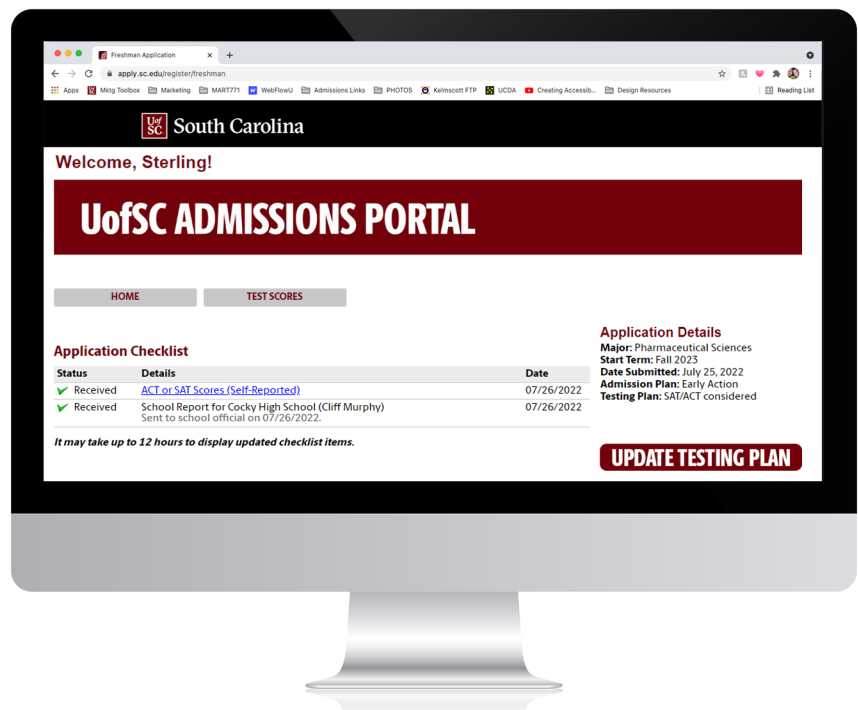 Freshman Application
apply.sc.edu/register/freshman
Apps Mktg Toolbox Marketing MART771 WebFlowU Admissions Links PHOTOS Kelmscott FTP UCDA Creating Accessib... Design Resources Reading List
UofSC South Carolina
Welcome, Sterling!
UofSC ADMISSIONS PORTAL
HOME TEST SCORES
Application Checklist
Status Details Date
Received ACT or SAT Scores (Self-Reported) 07/26/2022
Received School Report for Cocky High School (Cliff Murphy) 07/26/2022
Sent to school official on 07/26/2022.
It may take up to 12 hours to display updated checklist items.
Application Details
Major: Pharmaceutical Sciences
Start Term: Fall 2023
Date Submitted: July 25, 2022
Admission Plan: Early Action
Testing Plan: SAT/ACT considered
UPDATE TESTING PLAN